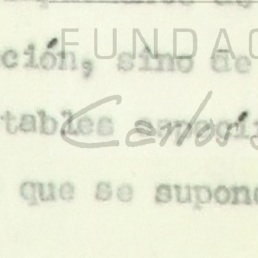 FUNDAC
ción, sino de
Carlos
tables
que se supone